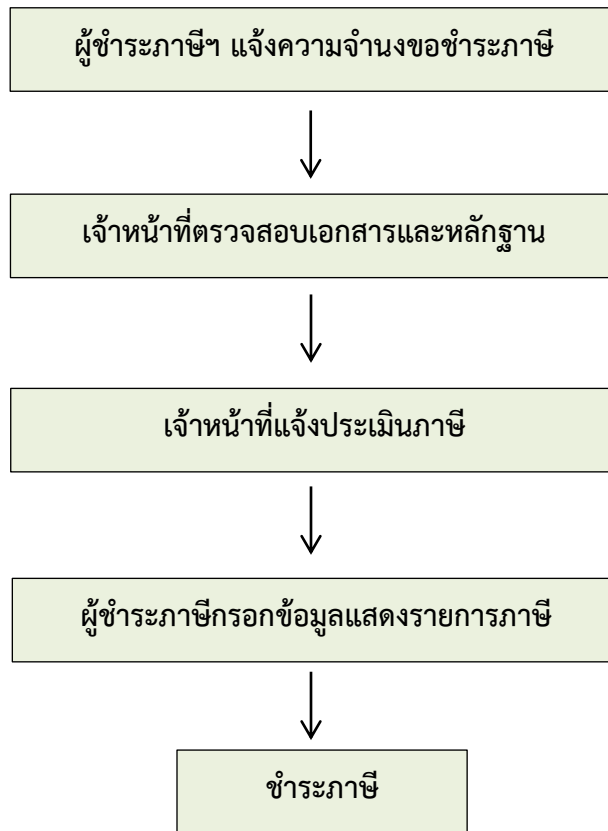 ผู้ชำระภาษีฯ แจ้งความจำนงขอชำระภาษี
เจ้าหน้าที่ตรวจสอบเอกสารและหลักฐาน
เจ้าหน้าที่แจ้งประเมินภาษี
ผู้ชำระภาษีกรอกข้อมูลแสดงรายการภาษี
ชำระภาษี